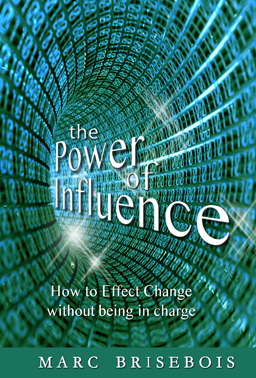 the
Power
of
Influence
How to Effect Change
without being in charge
MARC BRISEBOIS